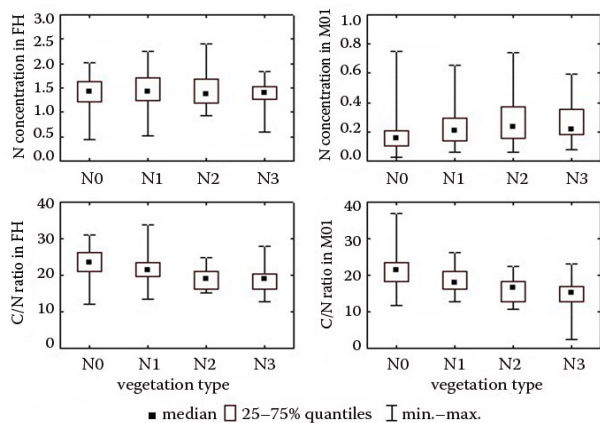 N concentration in FH
3.0
2.5
2.0
1.5
1.0
0.5
0.0
N0 N1 N2 N3
N concentration in M01
1.0
0.8
0.6
0.4
0.2
0.0
N0 N1 N2 N3
C/N ratio in FH
40
30
20
10
0
N0 N1 N2 N3
vegetation type
C/N ratio in M01
40
30
20
10
0
N0 N1 N2 N3
vegetation type
median 25–75% quantiles min.–max.